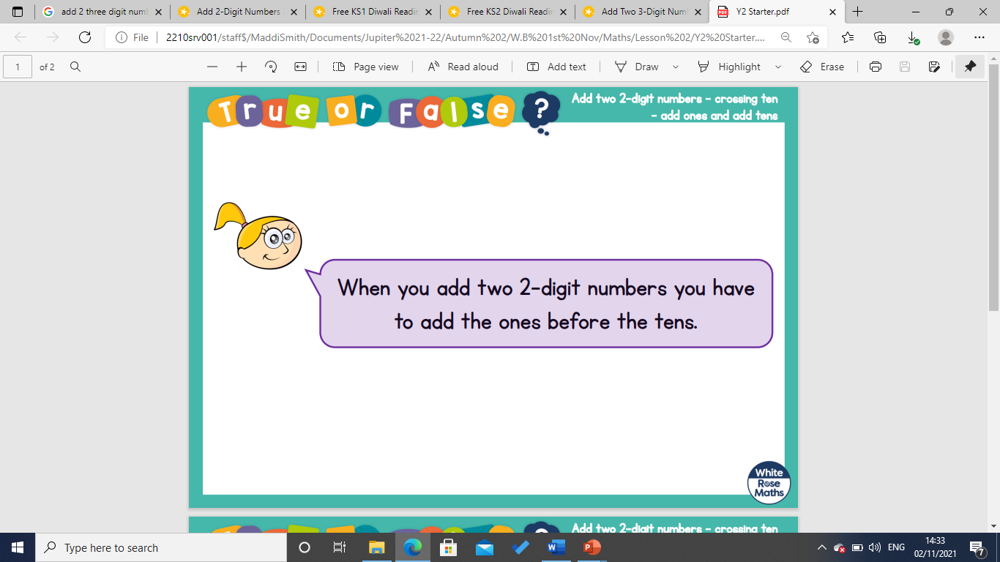 add 2 three digit numb
Add 2-Digit Numbers
Free KS1 Diwali Readin
Free KS2 Diwali Readin
Add Two 3-Digit Numb
Y2 Starter.pdf
File
2210srv001/staff$/MaddiSmith/Documents/Jupiter%2021-22/Autumn%202/W.B%201st%20Nov/Maths/Lesson%202/Y2%20Starter....
1 of 2
Page view
Read aloud
Add text
Draw
Highlight
Erase
True or False ?
Add two 2-digit numbers - crossing ten
- add ones and add tens
When you add two 2-digit numbers you have
to add the ones before the tens.
White
Rose
Maths
Add two 2-digit numbers - crossing ten
Type here to search
ENG
14:33
02/11/2021
7